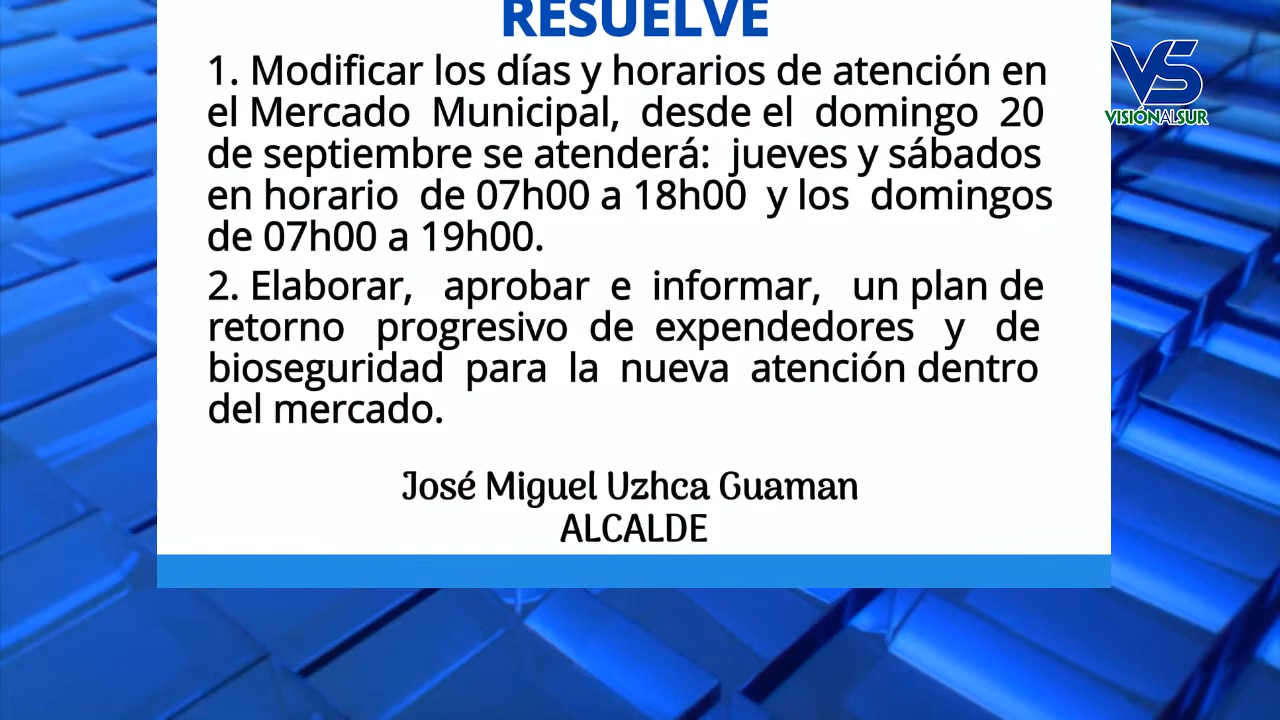 RESUELVE
1. Modificar los días y horarios de atención en
el Mercado Municipal, desde el domingo 20
de septiembre se atenderá: jueves y sábados
en horario de 07h00 a 18h00 y los domingos
de 07h00 a 19h00.
2. Elaborar, aprobar e informar, un plan de
retorno progresivo de expendedores y de
bioseguridad para la nueva atención dentro
del mercado.
José Miguel Uzhca Guaman
ALCALDE
VS
VISIÓNALSUR